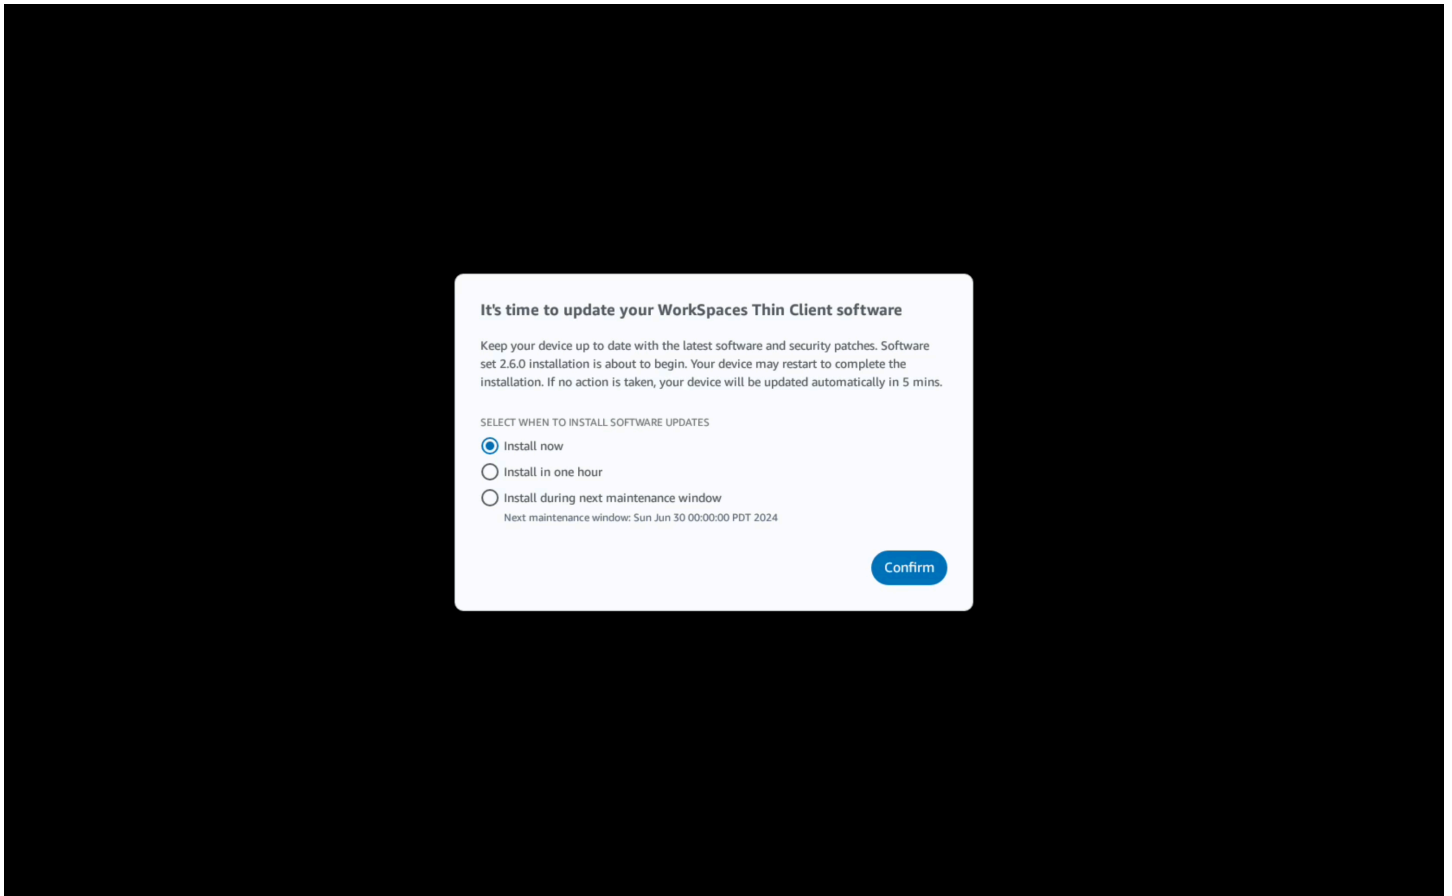 It's time to update your WorkSpaces Thin Client software
Keep your device up to date with the latest software and security patches. Software
set 2.6.0 installation is about to begin. Your device may restart to complete the
installation. If no action is taken, your device will be updated automatically in 5 mins.
SELECT WHEN TO INSTALL SOFTWARE UPDATES
Install now
Install in one hour
Install during next maintenance window
Next maintenance window: Sun Jun 30 00:00:00 PDT 2024
Confirm